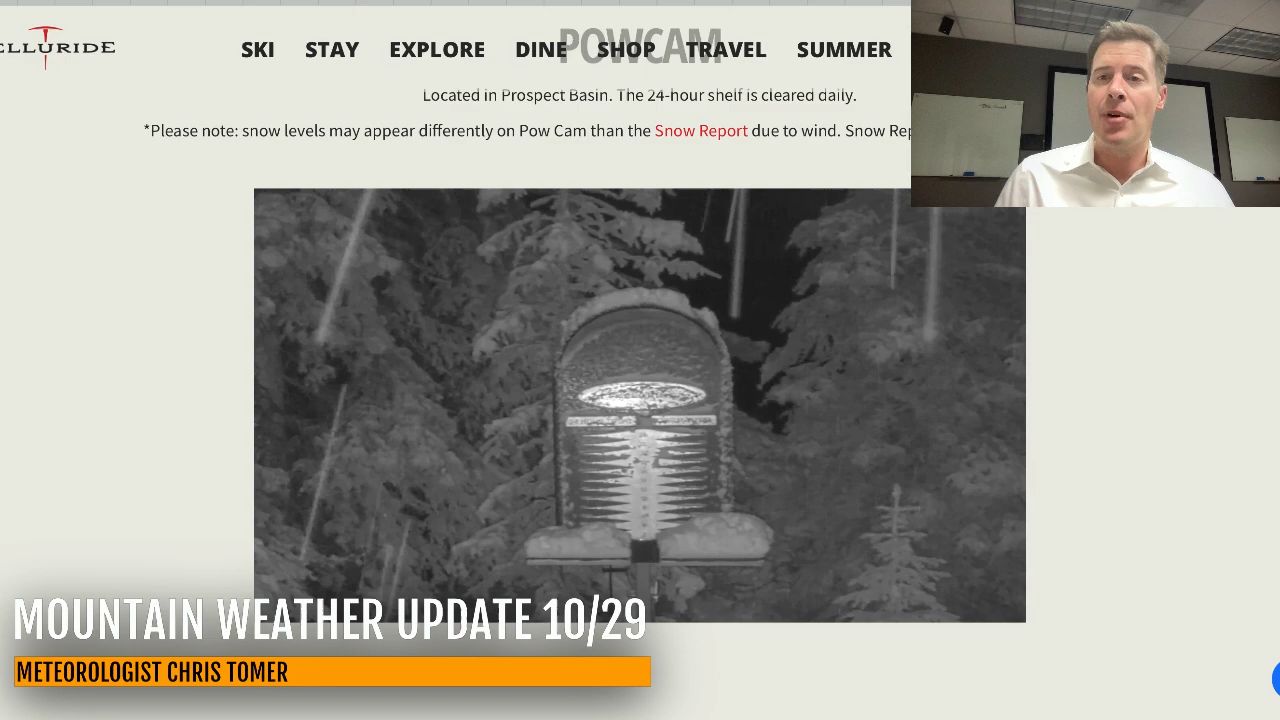 ELLURIDE
SKI STAY EXPLORE DINE SHOP TRAVEL SUMMER
POWCAM
Located in Prospect Basin. The 24-hour shelf is cleared daily.
*Please note: snow levels may appear differently on Pow Cam than the Snow Report due to wind. Snow Rep
MOUNTAIN WEATHER UPDATE 10/29
METEOROLOGIST CHRIS TOMER